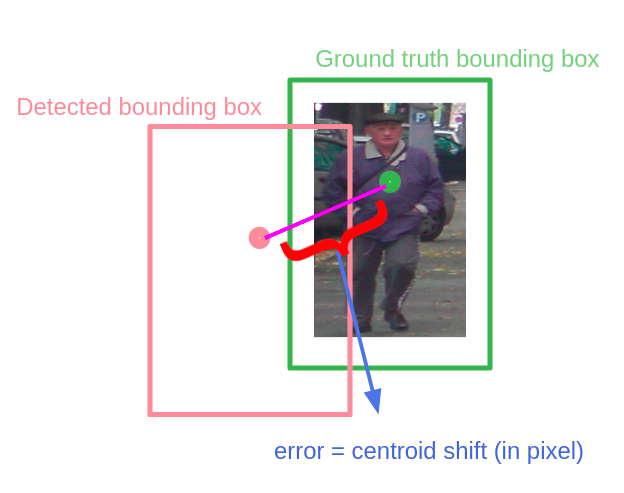 Ground truth bounding box
Detected bounding box
P
error = centroid shift (in pixel)